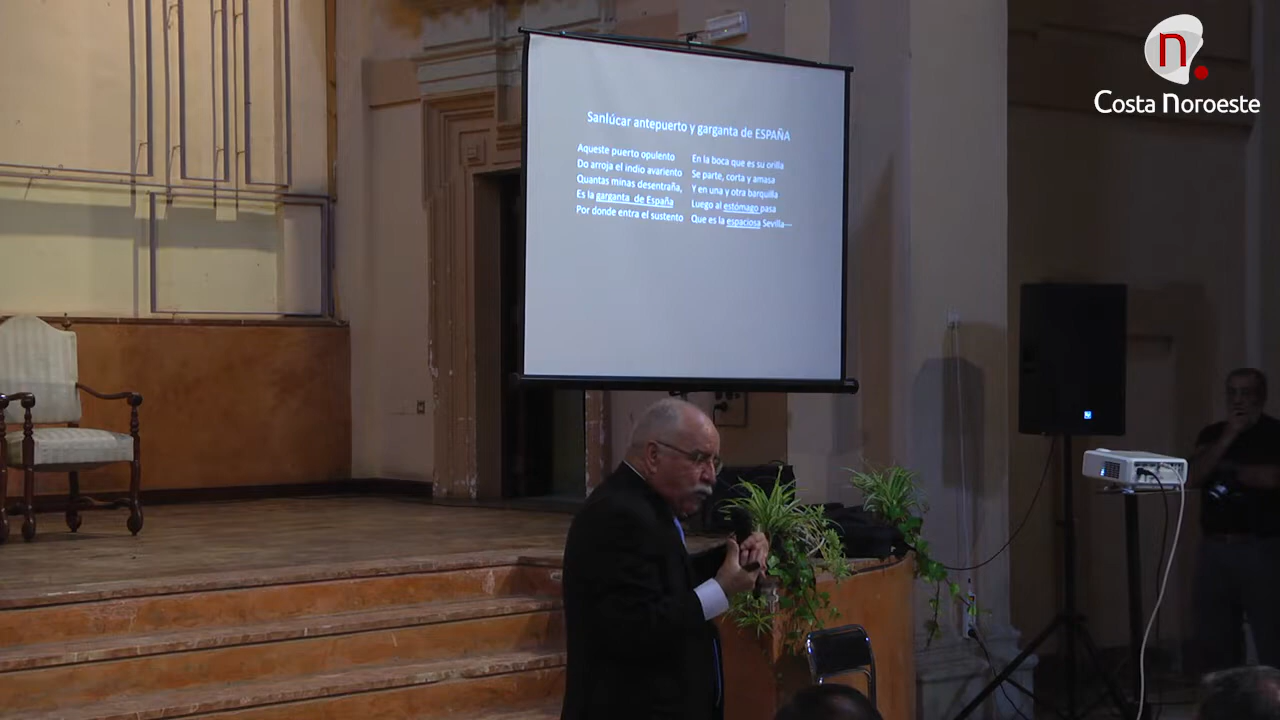 n.
Costa Noroeste
Sanlúcar antepuerto y garganta de ESPAÑA
Aqueste puerto opulento
Do arroja el indio avariento
Quantas minas desentraña,
Es la garganta de España
Por donde entra el sustento
En la boca que es su orilla
Se parte, corta y amasa
Y en una y otra barquilla
Luego al estómago pasa
Que es la espaciosa Sevilla---